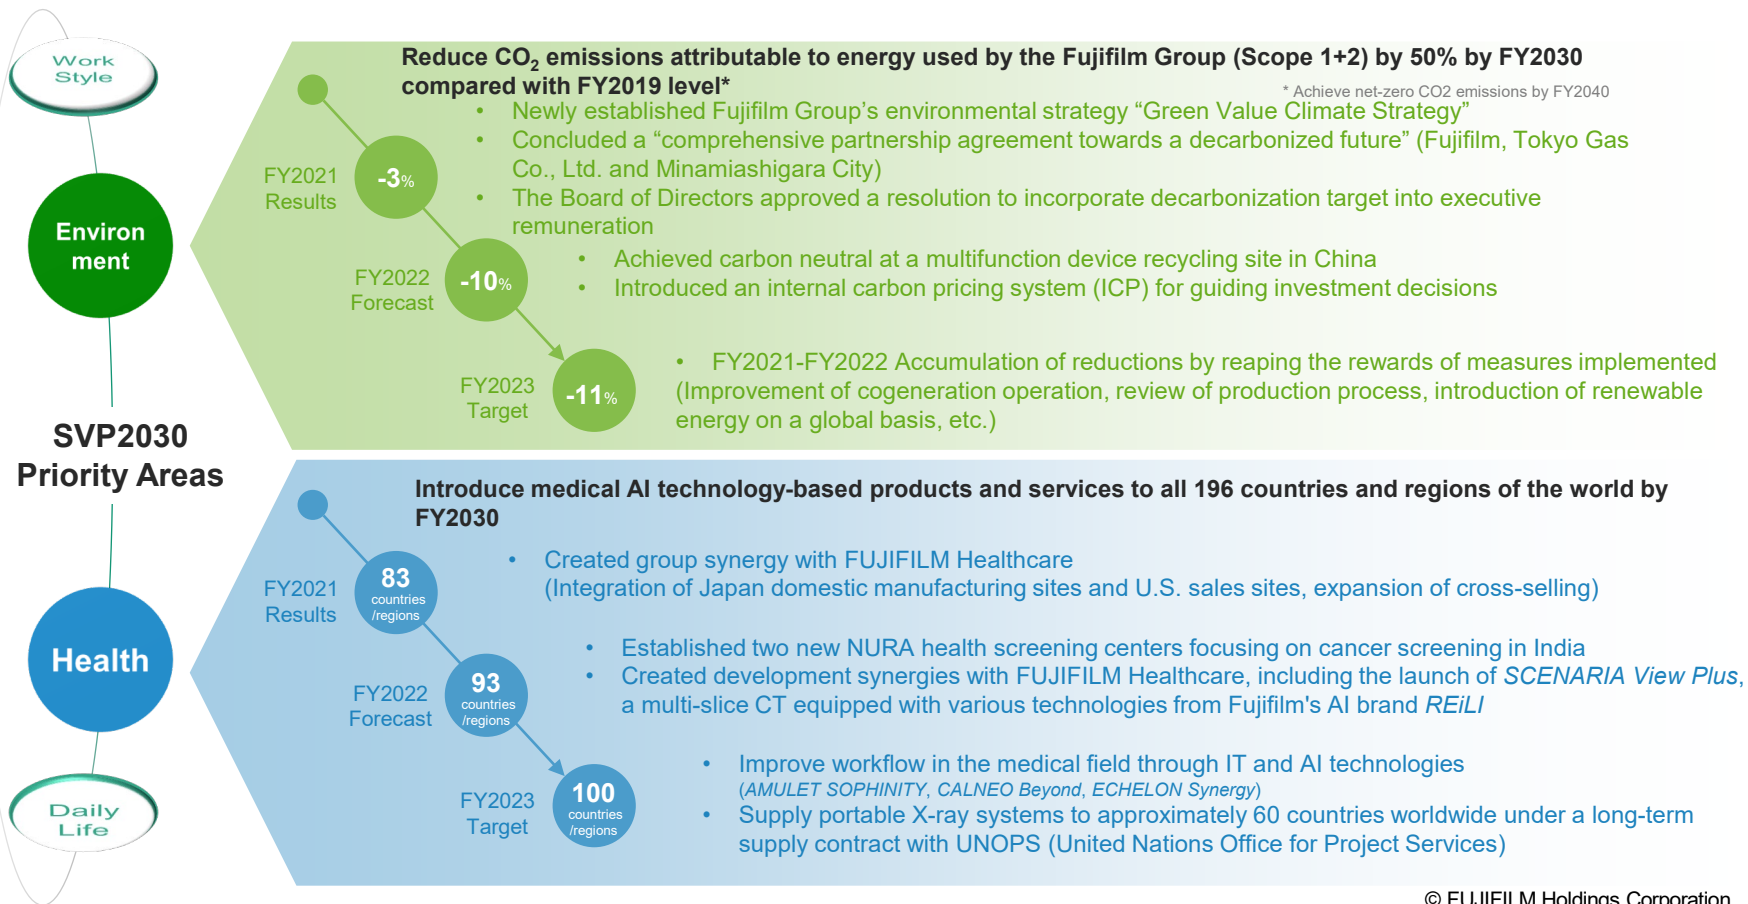 Work
Style
Environ
ment
SVP2030
Priority Areas
Health
Daily
Life
Reduce CO2 emissions attributable to energy used by the Fujifilm Group (Scope 1+2) by 50% by FY2030
compared with FY2019 level*
* Achieve net-zero CO2 emissions by FY2040
FY2021
Results
-3%
• Newly established Fujifilm Group’s environmental strategy “Green Value Climate Strategy”
• Concluded a “comprehensive partnership agreement towards a decarbonized future” (Fujifilm, Tokyo Gas
Co., Ltd. and Minamiashigara City)
• The Board of Directors approved a resolution to incorporate decarbonization target into executive
remuneration
FY2022
Forecast
-10%
• Achieved carbon neutral at a multifunction device recycling site in China
• Introduced an internal carbon pricing system (ICP) for guiding investment decisions
FY2023
Target
-11%
• FY2021-FY2022 Accumulation of reductions by reaping the rewards of measures implemented
(Improvement of cogeneration operation, review of production process, introduction of renewable
energy on a global basis, etc.)
Introduce medical AI technology-based products and services to all 196 countries and regions of the world by
FY2030
FY2021
Results
83
countries
/regions
• Created group synergy with FUJIFILM Healthcare
(Integration of Japan domestic manufacturing sites and U.S. sales sites, expansion of cross-selling)
FY2022
Forecast
93
countries
/regions
• Established two new NURA health screening centers focusing on cancer screening in India
• Created development synergies with FUJIFILM Healthcare, including the launch of SCENARIA View Plus,
a multi-slice CT equipped with various technologies from Fujifilm's AI brand REiLI
FY2023
Target
100
countries
/regions
• Improve workflow in the medical field through IT and AI technologies
(AMULET SOPHINITY, CALNEO Beyond, ECHELON Synergy)
• Supply portable X-ray systems to approximately 60 countries worldwide under a long-term
supply contract with UNOPS (United Nations Office for Project Services)
© FUJIFILM Holdings Corporation